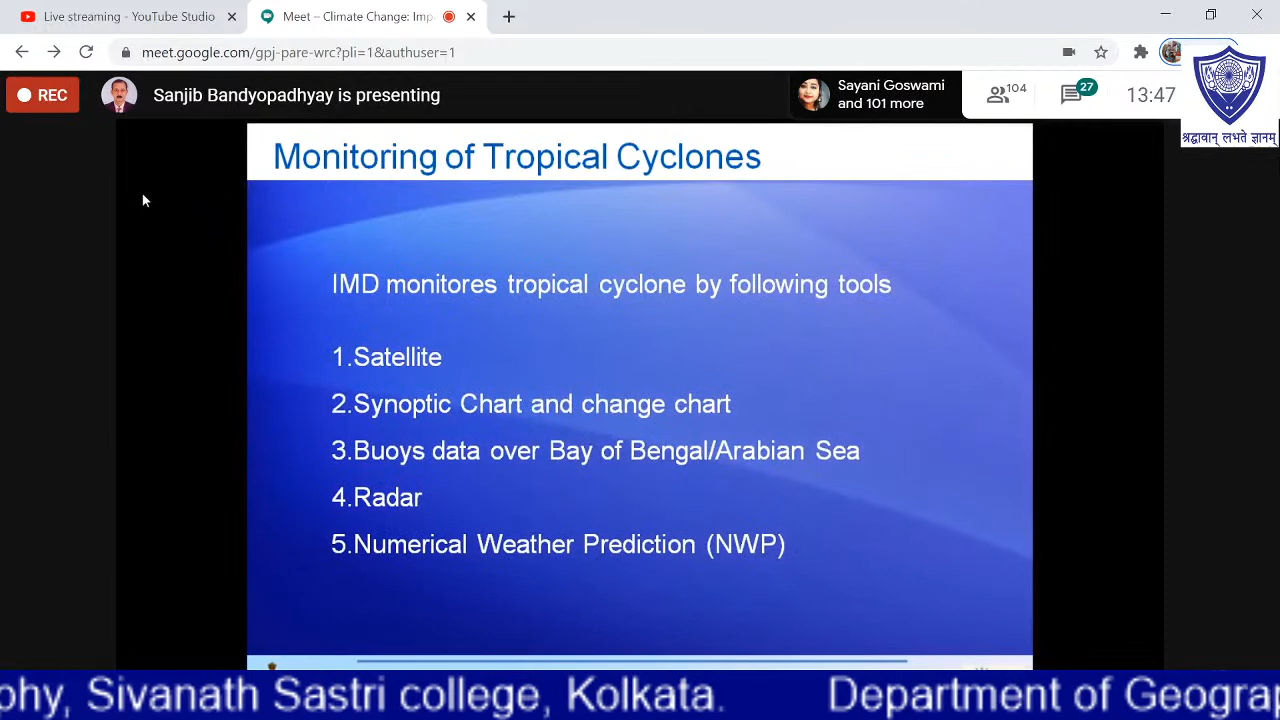 Live streaming - YouTube Studio
Meet – Climate Change: Imp
meet.google.com/gpj-pare-wrc?pli=1&authuser=1
REC
Sanjib Bandyopadhyay is presenting
Sayani Goswami
and 101 more
104
27
13:47
श्रद्धावान् लभते ज्ञानम्
Monitoring of Tropical Cyclones
IMD monitores tropical cyclone by following tools
1.Satellite
2.Synoptic Chart and change chart
3.Buoys data over Bay of Bengal/Arabian Sea
4.Radar
5.Numerical Weather Prediction (NWP)
phy, Sivanath Sastri college, Kolkata. Department of Geograp